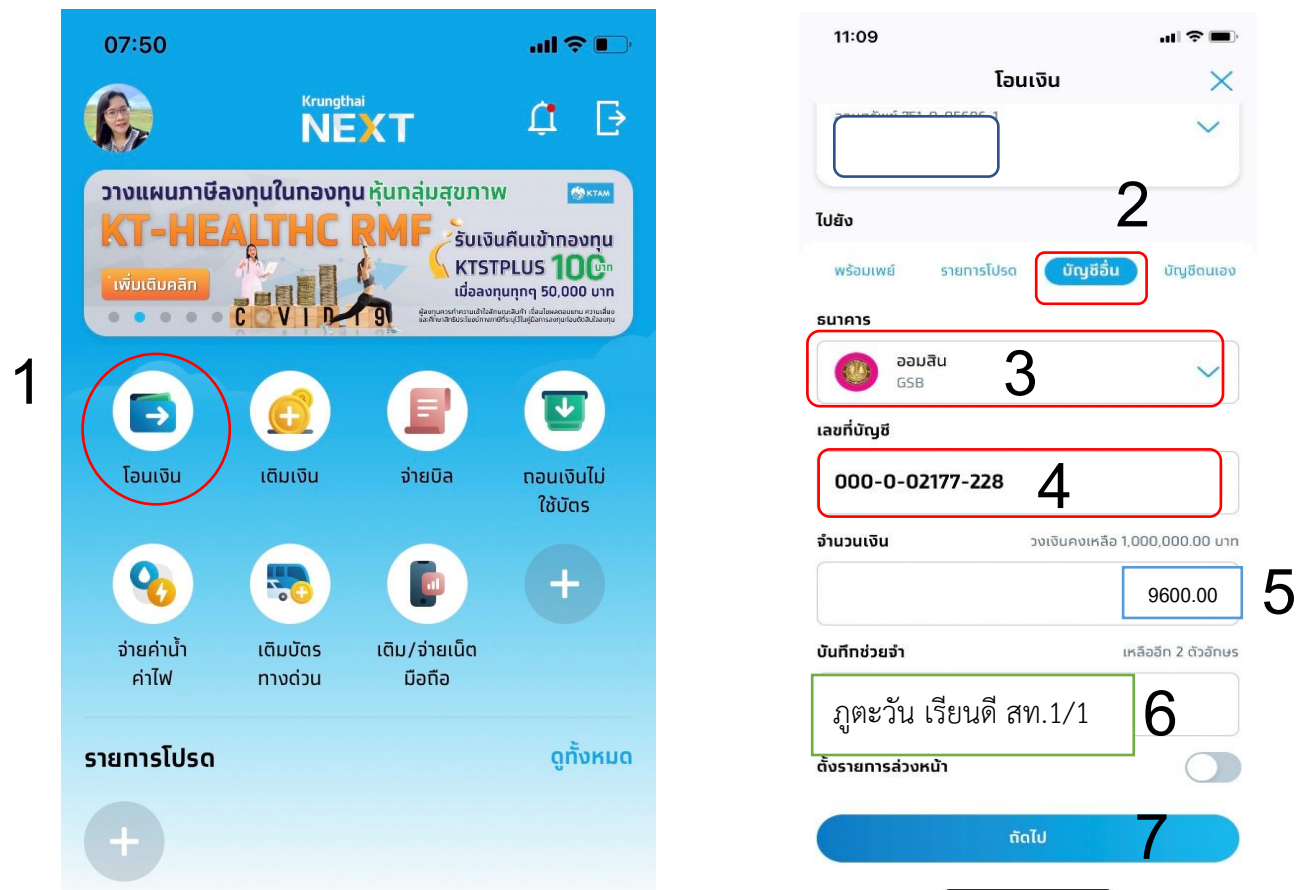 07:50
Krungthai
NEXT
วางแผนภาษีลงทุนในกองทุน หุ้นกลุ่มสุขภาพ
KTAM
KT-HEALTHC RMF
รับเงินคืนเข้ากองทุน
KTSTPLUS 100 บาท
เมื่อลงทุนทุกๆ 50,000 บาท
เพิ่มเติมคลิก
COVID19
1
โอนเงิน
เติมเงิน
จ่ายบิล
ถอนเงินไม่
ใช้บัตร
จ่ายค่าน้ำ
ค่าไฟ
เติมบัตร
ทางด่วน
เติม/จ่ายเน็ต
มือถือ
รายการโปรด
ดูทั้งหมด
11:09
โอนเงิน
2
ไปยัง
พร้อมเพย์
รายการโปรด
บัญชีอื่น
บัญชีตนเอง
ธนาคาร
ออมสิน
GSB
3
เลขที่บัญชี
000-0-02177-228
4
จำนวนเงิน
วงเงินคงเหลือ 1,000,000.00 บาท
9600.00
5
บันทึกช่วยจำ
เหลืออีก 2 ตัวอักษร
ภูตะวัน เรียนดี สท.1/1
6
ตั้งรายการล่วงหน้า
ถัดไป
7